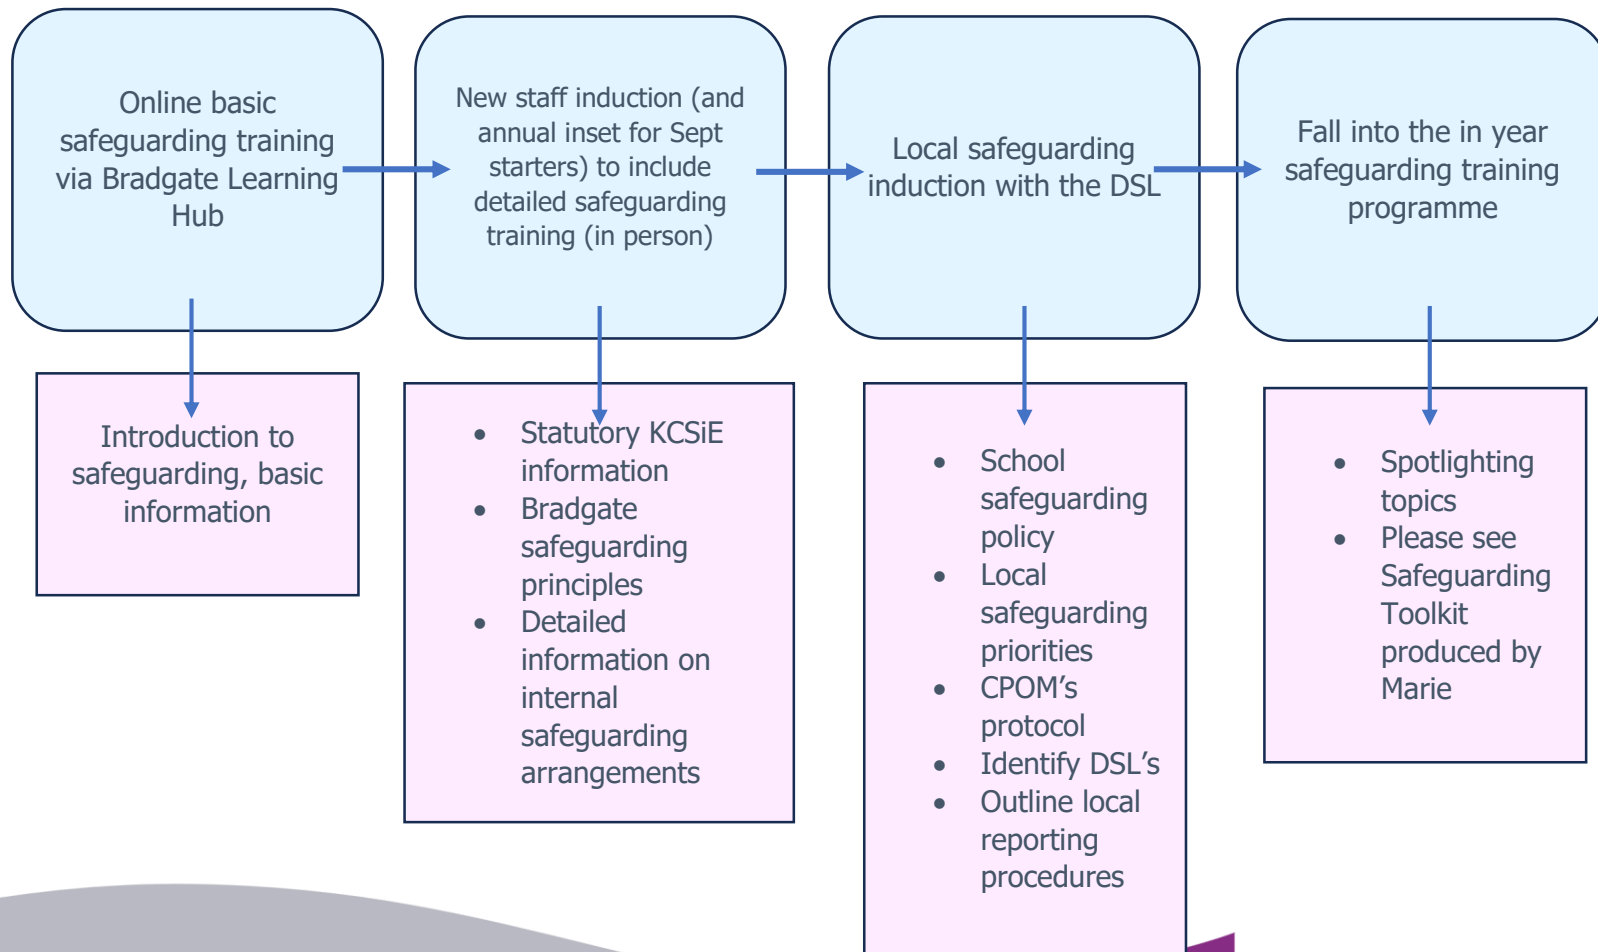 Online basic
safeguarding training
via Bradgate Learning
Hub
New staff induction (and
annual inset for Sept
starters) to include
detailed safeguarding
training (in person)
Local safeguarding
induction with the DSL
Fall into the in year
safeguarding training
programme
Introduction to
safeguarding, basic
information
• Statutory KCSiE
information
• Bradgate
safeguarding
principles
• Detailed
information on
internal
safeguarding
arrangements
• School
safeguarding
policy
• Local
safeguarding
priorities
• CPOM’s
protocol
• Identify DSL’s
• Outline local
reporting
procedures
• Spotlighting
topics
• Please see
Safeguarding
Toolkit
produced by
Marie